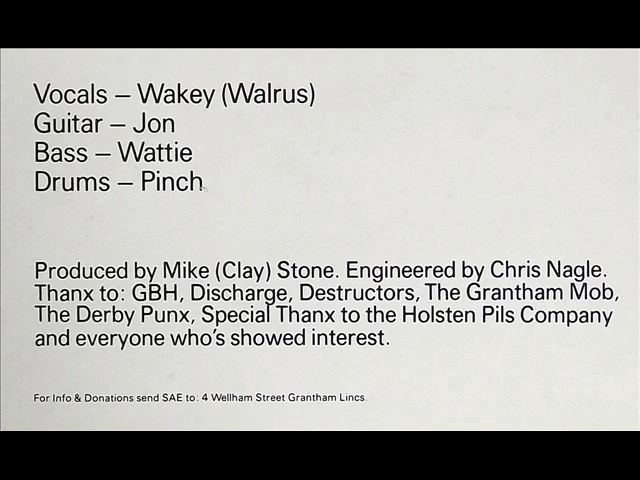 Vocals – Wakey (Walrus)
Guitar – Jon
Bass – Wattie
Drums – Pinch
Produced by Mike (Clay) Stone. Engineered by Chris Nagle.
Thanx to: GBH, Discharge, Destructors, The Grantham Mob,
The Derby Punx, Special Thanx to the Holsten Pils Company
and everyone who's showed interest.
For Info & Donations send SAE to: 4 Wellham Street Grantham Lincs.